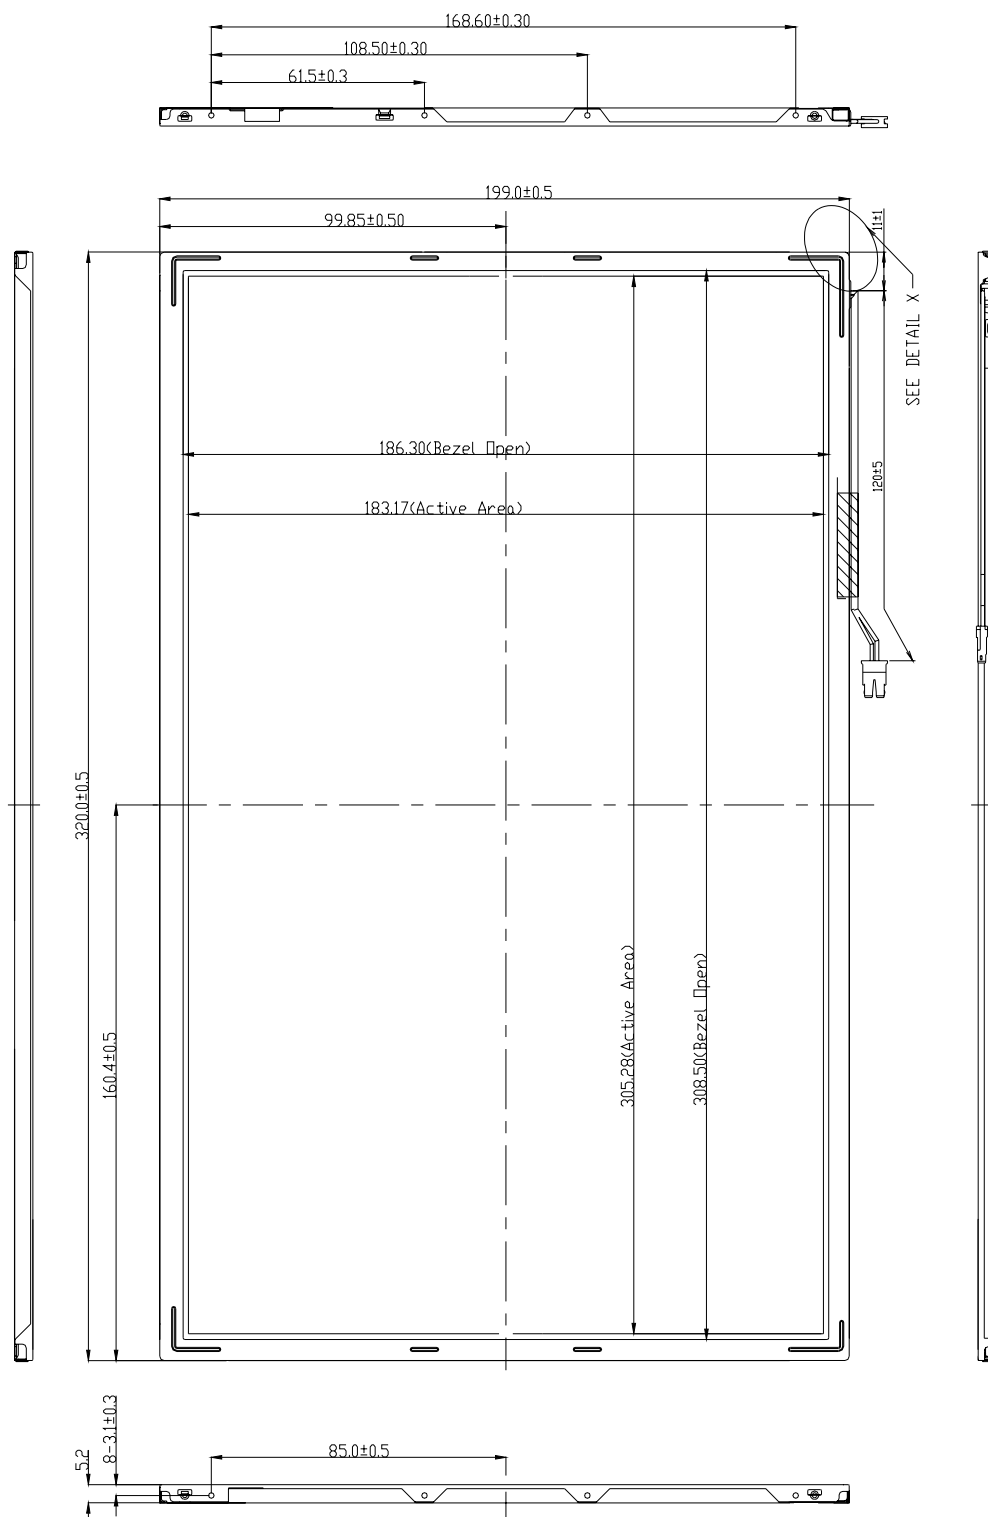 168.60±0.30
108.50±0.30
61.5±0.3
199.0±0.5
99.85±0.50
11±1
SEE DETAIL X
186.30(Bezel Open)
120±5
183.17(Active Area)
320.0±0.5
305.28(Active Area)
308.50(Bezel Open)
160.4±0.5
8-3.1±0.3
85.0±0.5
5.2